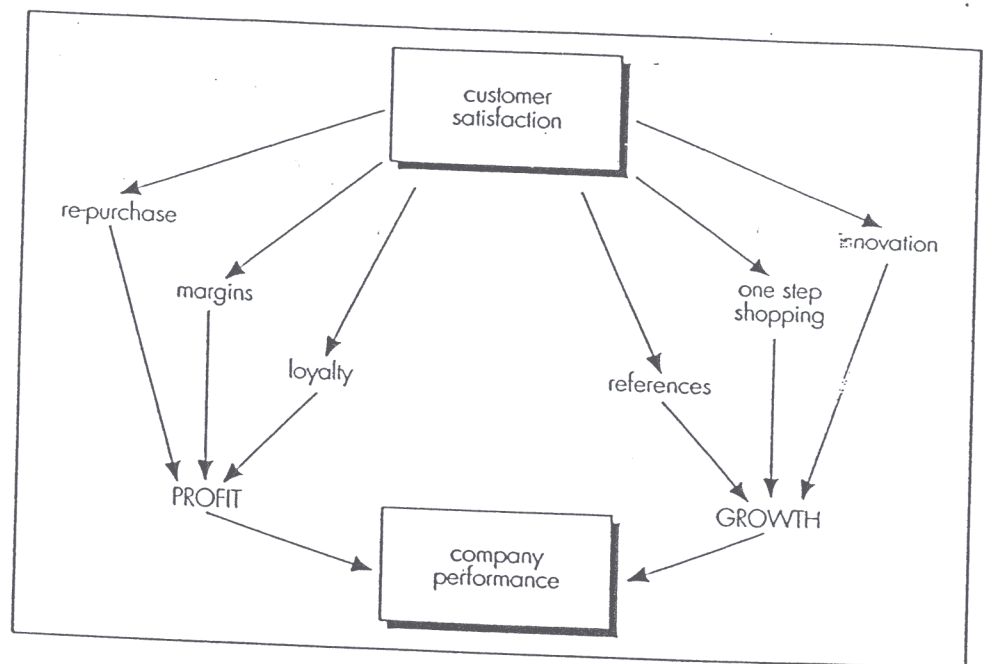 customer
satisfaction
re-purchase
innovation
margins
one step
shopping
loyalty
references
PROFIT
GROWTH
company
performance